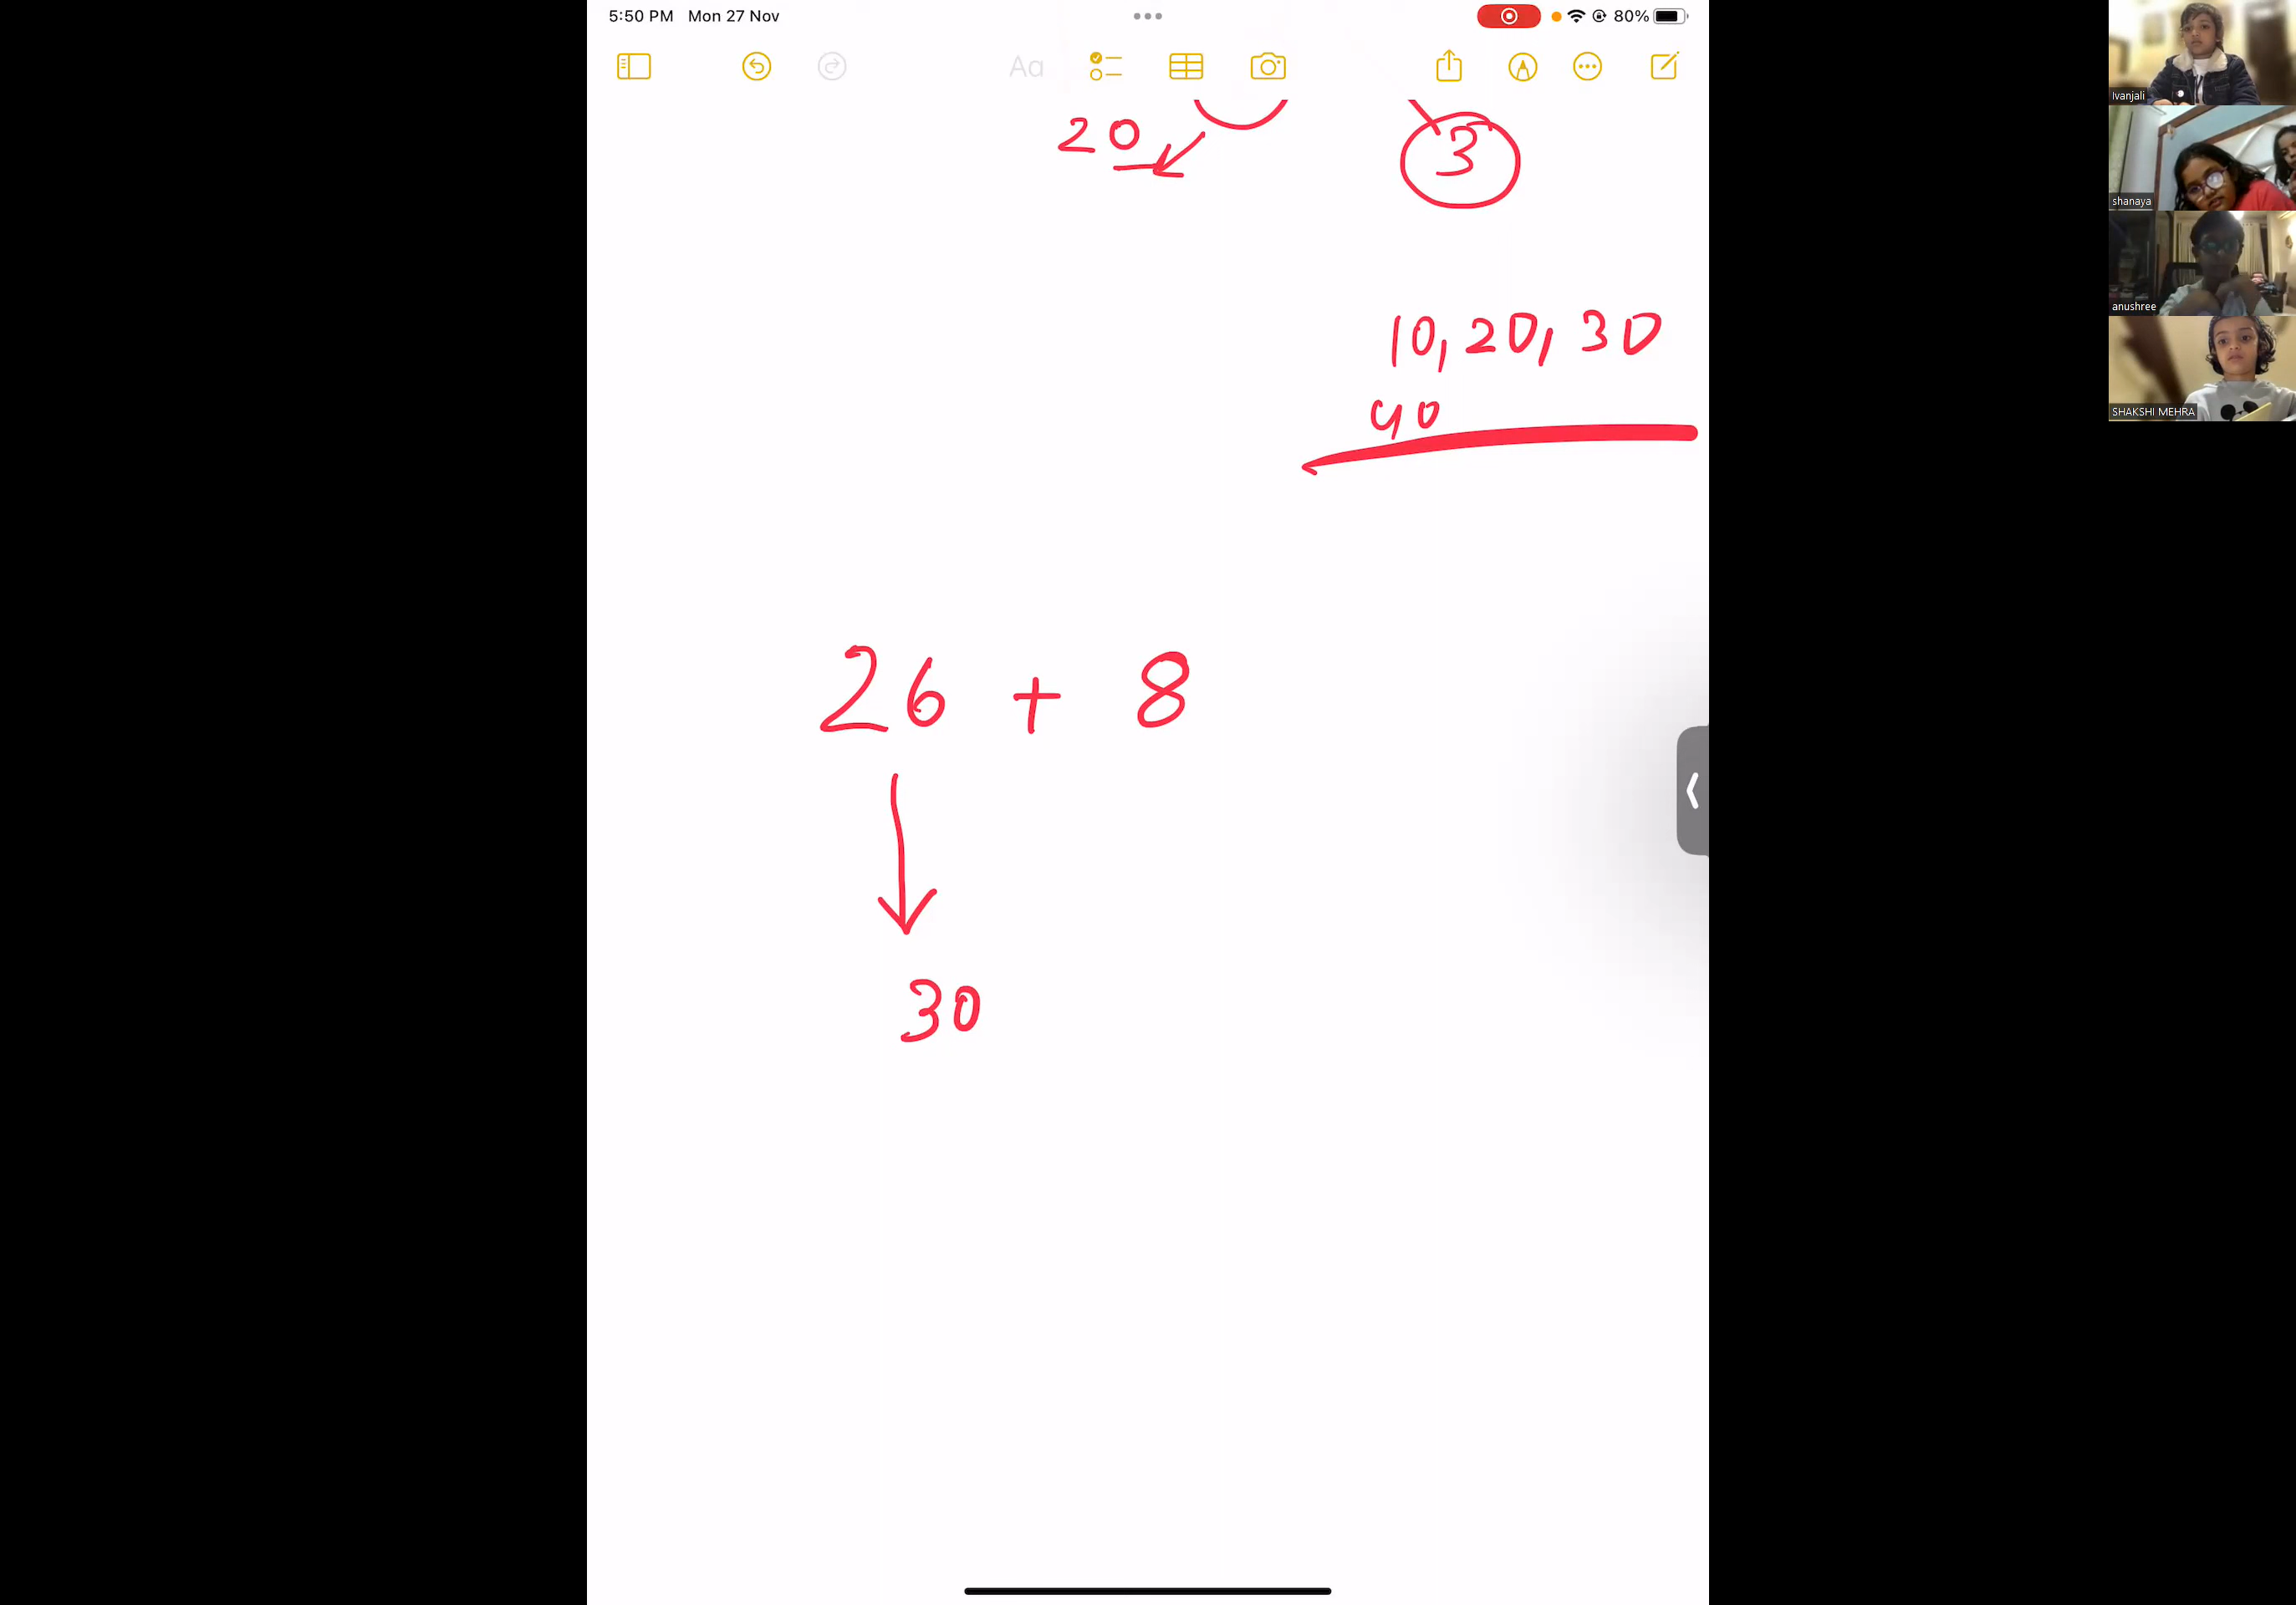 5:50 PM Mon 27 Nov
80%
Aa
20
3
10, 20, 30
40
26 + 8
30
Ivanjali
shanaya
anushree
SHAKSHI MEHRA